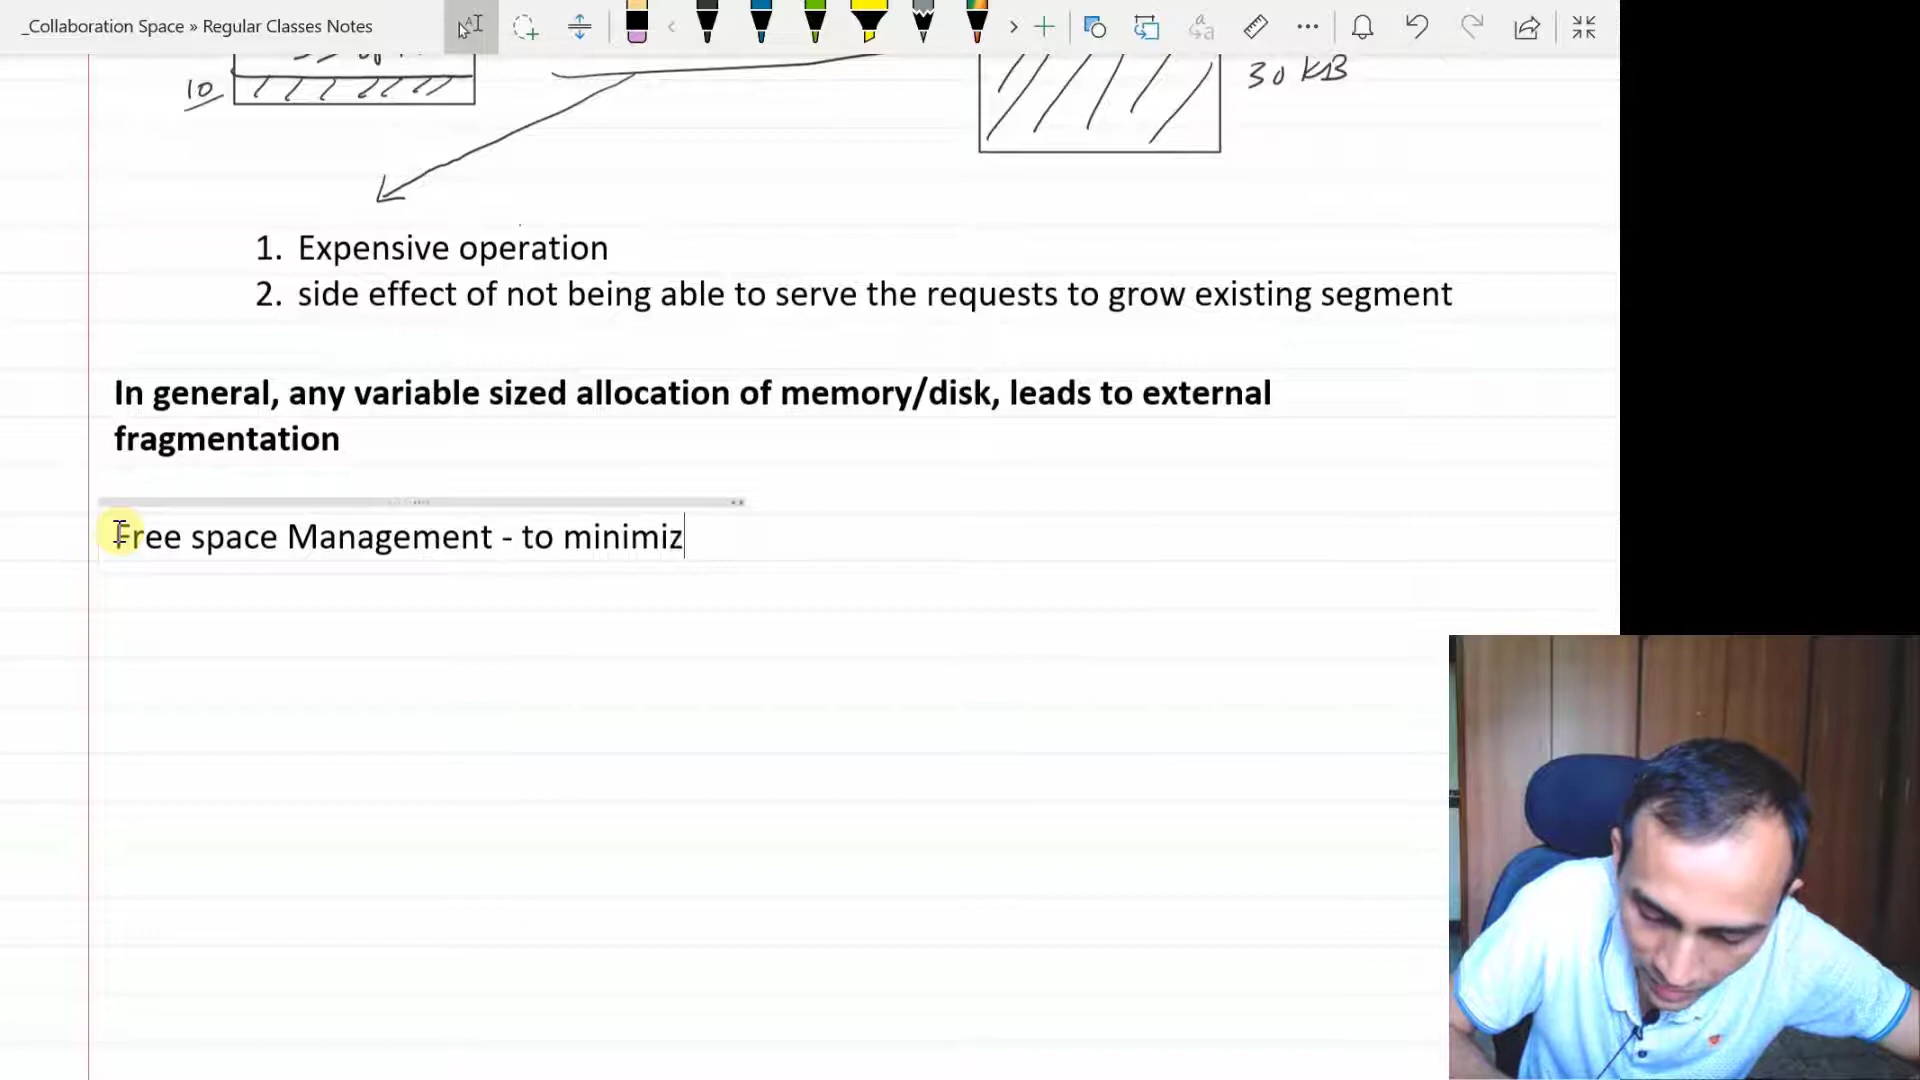 _Collaboration Space » Regular Classes Notes
10
30 KB
1. Expensive operation
2. side effect of not being able to serve the requests to grow existing segment
In general, any variable sized allocation of memory/disk, leads to external
fragmentation
Free space Management - to minimiz